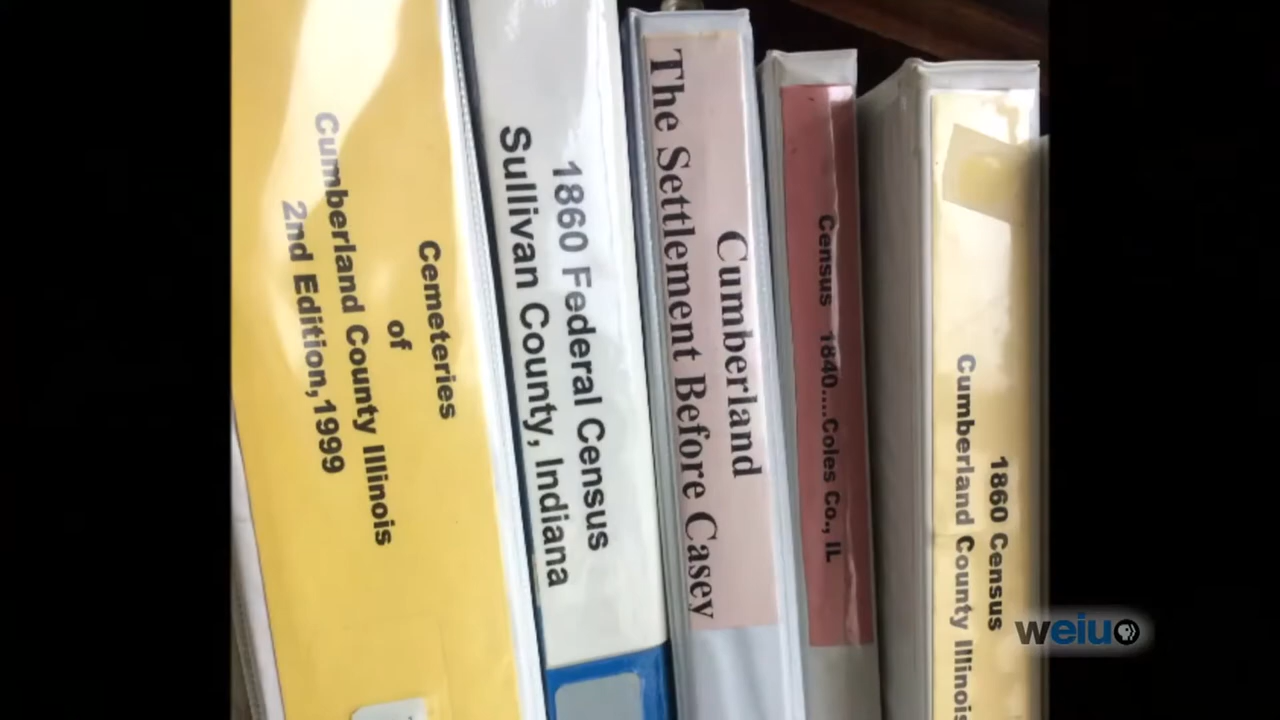 Cemeteries
of
Cumberland County Illinois
2nd Edition,1999
1860 Federal Census
Sullivan County, Indiana
Cumberland
The Settlement Before Casey
Census 1840....Coles Co., IL
1860 Census
Cumberland County Illinois
weiu